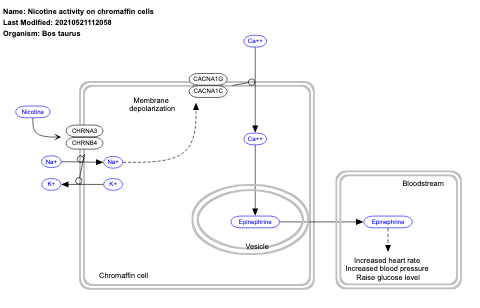 Name: Nicotine activity on chromaffin cells
Last Modified: 20210521112058
Organism: Bos taurus
Ca++
CACNA1G
CACNA1C
Membrane
depolarization
Nicotine
CHRNA3
CHRNB4
Ca++
Na+
Na+
K+
K+
Bloodstream
Epinephrine
Epinephrine
Vesicle
Increased heart rate
Increased blood pressure
Raise glucose level
Chromaffin cell